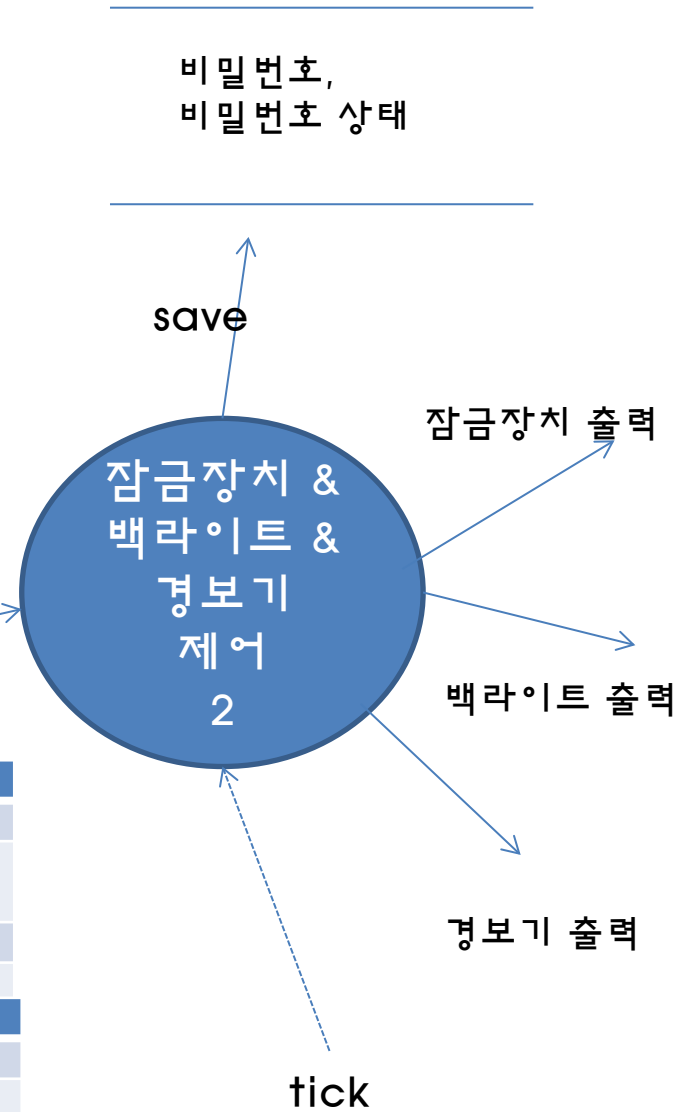 비밀번호,
비밀번호 상태
save
잠금장치 출력
잠금장치 &
백라이트 &
경보기
제어
2
백라이트 출력
경보기 출력
tick